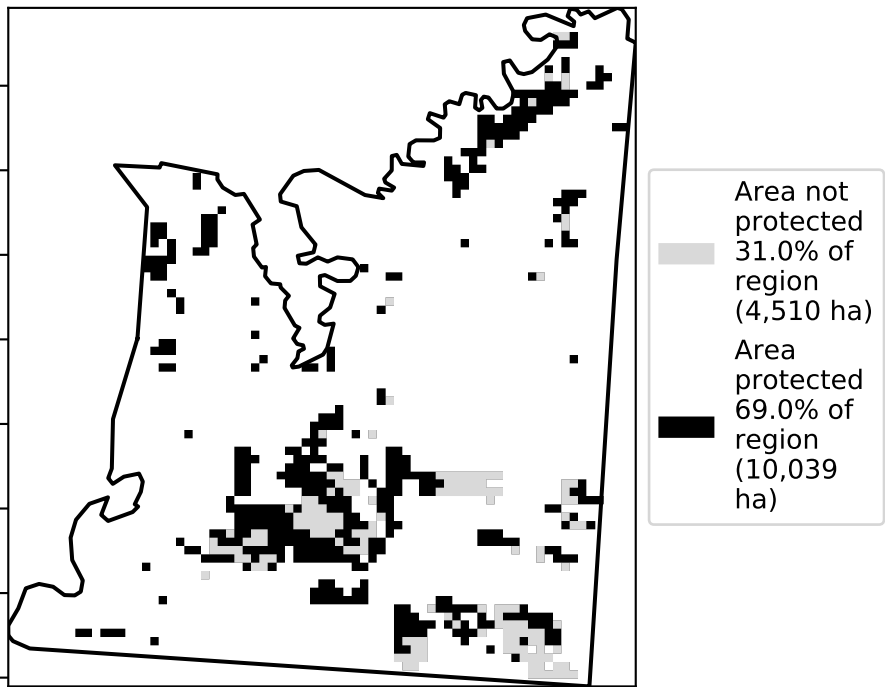 Area not
protected
31.0% of
region
(4,510 ha)
Area
protected
69.0% of
region
(10,039
ha)